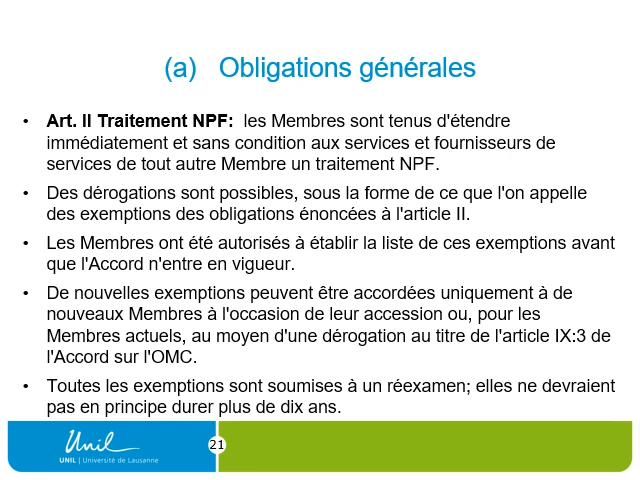 (a) Obligations générales
• Art. II Traitement NPF: les Membres sont tenus d'étendre
immédiatement et sans condition aux services et fournisseurs de
services de tout autre Membre un traitement NPF.
• Des dérogations sont possibles, sous la forme de ce que l'on appelle
des exemptions des obligations énoncées à l'article II.
• Les Membres ont été autorisés à établir la liste de ces exemptions avant
que l'Accord n'entre en vigueur.
• De nouvelles exemptions peuvent être accordées uniquement à de
nouveaux Membres à l'occasion de leur accession ou, pour les
Membres actuels, au moyen d'une dérogation au titre de l'article IX:3 de
l'Accord sur l'OMC.
• Toutes les exemptions sont soumises à un réexamen; elles ne devraient
pas en principe durer plus de dix ans.
Unil
UNIL | Université de Lausanne
21